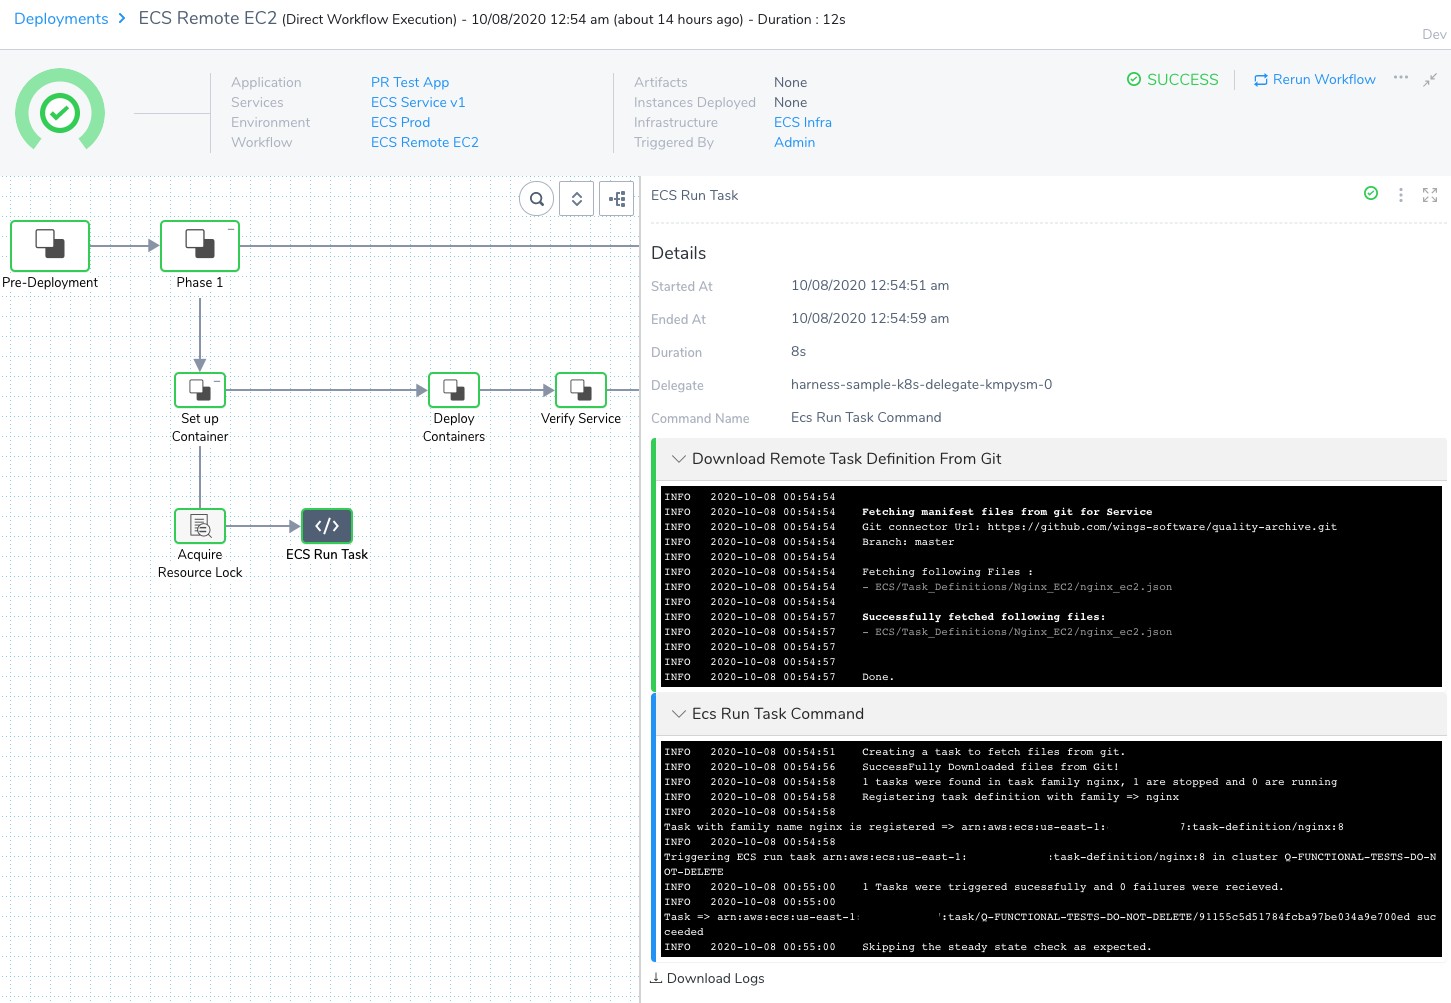 Deployments > ECS Remote EC2 (Direct Workflow Execution) - 10/08/2020 12:54 am (about 14 hours ago) - Duration : 12s
Dev
Application PR Test App
Services ECS Service v1
Environment ECS Prod
Workflow ECS Remote EC2
Artifacts None
Instances Deployed None
Infrastructure ECS Infra
Triggered By Admin
SUCCESS
Rerun Workflow
Pre-Deployment
Phase 1
Set up
Container
Deploy
Containers
Verify Service
Acquire
Resource Lock
</>
ECS Run Task
ECS Run Task
Details
Started At 10/08/2020 12:54:51 am
Ended At 10/08/2020 12:54:59 am
Duration 8s
Delegate harness-sample-k8s-delegate-kmpysm-0
Command Name Ecs Run Task Command
Download Remote Task Definition From Git
INFO 2020-10-08 00:54:54
INFO 2020-10-08 00:54:54 Fetching manifest files from git for Service
INFO 2020-10-08 00:54:54 Git connector Url: https://github.com/wings-software/quality-archive.git
INFO 2020-10-08 00:54:54 Branch: master
INFO 2020-10-08 00:54:54
INFO 2020-10-08 00:54:54 Fetching following Files :
INFO 2020-10-08 00:54:54 - ECS/Task_Definitions/Nginx_EC2/nginx_ec2.json
INFO 2020-10-08 00:54:54
INFO 2020-10-08 00:54:57 Successfully fetched following files:
INFO 2020-10-08 00:54:57 - ECS/Task_Definitions/Nginx_EC2/nginx_ec2.json
INFO 2020-10-08 00:54:57
INFO 2020-10-08 00:54:57
INFO 2020-10-08 00:54:57 Done.
Ecs Run Task Command
INFO 2020-10-08 00:54:51 Creating a task to fetch files from git.
INFO 2020-10-08 00:54:56 SuccessFully Downloaded files from Git!
INFO 2020-10-08 00:54:58 1 tasks were found in task family nginx, 1 are stopped and 0 are running
INFO 2020-10-08 00:54:58 Registering task definition with family => nginx
INFO 2020-10-08 00:54:58
Task with family name nginx is registered => arn:aws:ecs:us-east-1: 7:task-definition/nginx:8
INFO 2020-10-08 00:54:58
Triggering ECS run task arn:aws:ecs:us-east-1: :task-definition/nginx:8 in cluster Q-FUNCTIONAL-TESTS-DO-N
OT-DELETE
INFO 2020-10-08 00:55:00 1 Tasks were triggered sucessfully and 0 failures were recieved.
INFO 2020-10-08 00:55:00
Task => arn:aws:ecs:us-east-1: :task/Q-FUNCTIONAL-TESTS-DO-NOT-DELETE/91155c5d51784fcba97be034a9e700ed suc
ceeded
INFO 2020-10-08 00:55:00 Skipping the steady state check as expected.
Download Logs